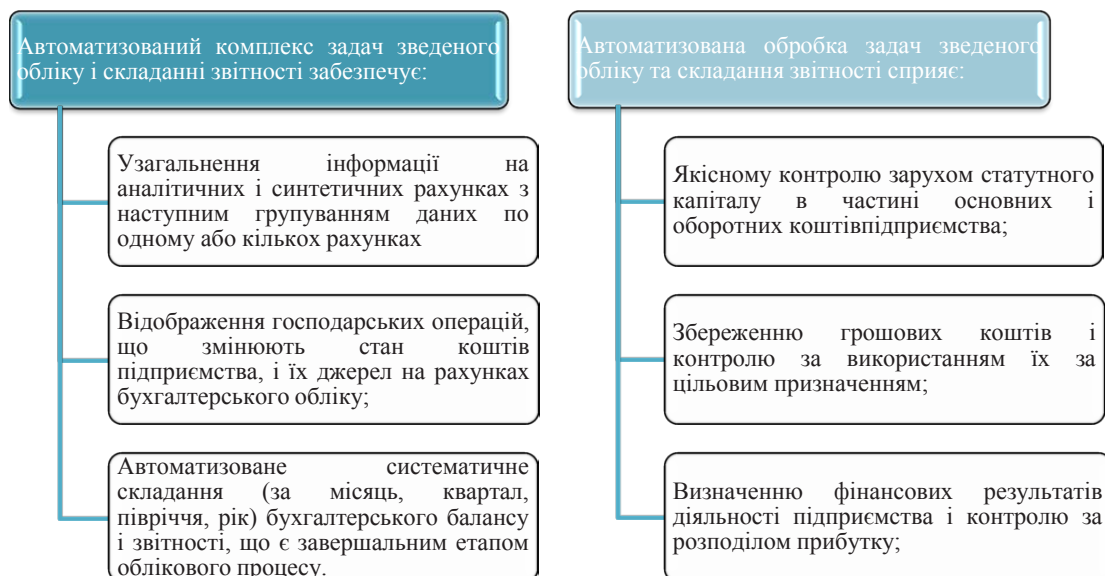 Автоматизований комплекс задач зведеного
обліку і складанні звітності забезпечує:
Узагальнення інформації на
аналітичних і синтетичних рахунках з
наступним групуванням даних по
одному або кількох рахунках
Відображення господарських операцій,
що змінюють стан коштів
підприємства, і їх джерел на рахунках
бухгалтерського обліку;
Автоматизоване систематичне
складання (за місяць, квартал,
півріччя, рік) бухгалтерського балансу
і звітності, що є завершальним етапом
облікового процесу.
Автоматизована обробка задач зведеного
обліку та складання звітності сприяє:
Якісному контролю зарухом статутного
капіталу в частині основних і
оборотних коштівпідприємства;
Збереженню грошових коштів і
контролю за використанням їх за
цільовим призначенням;
Визначенню фінансових результатів
діяльності підприємства і контролю за
розподілом прибутку;